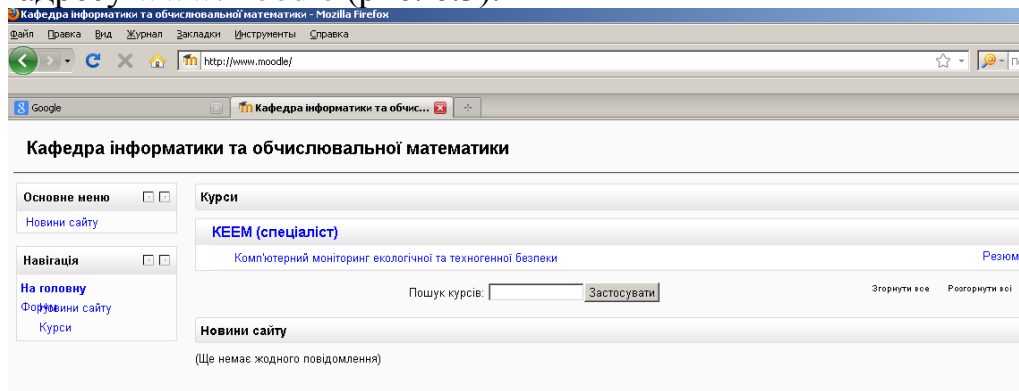 Кафедра інформатики та обчислювальної математики - Mozilla Firefox
Файл Правка Вид Журнал Закладки Инструменты Справка
http://www.moodle/
Google Кафедра інформатики та обчис...
Кафедра інформатики та обчислювальної математики
Основне меню
Новини сайту
Навігація
На головну
Новини сайту
Курси
Курси
КЕЕМ (спеціаліст)
Комп'ютерний моніторинг екологічної та техногенної безпеки
Пошук курсів: Застосувати
Згорнути все Розгорнути всі
Новини сайту
(Ще немає жодного повідомлення)